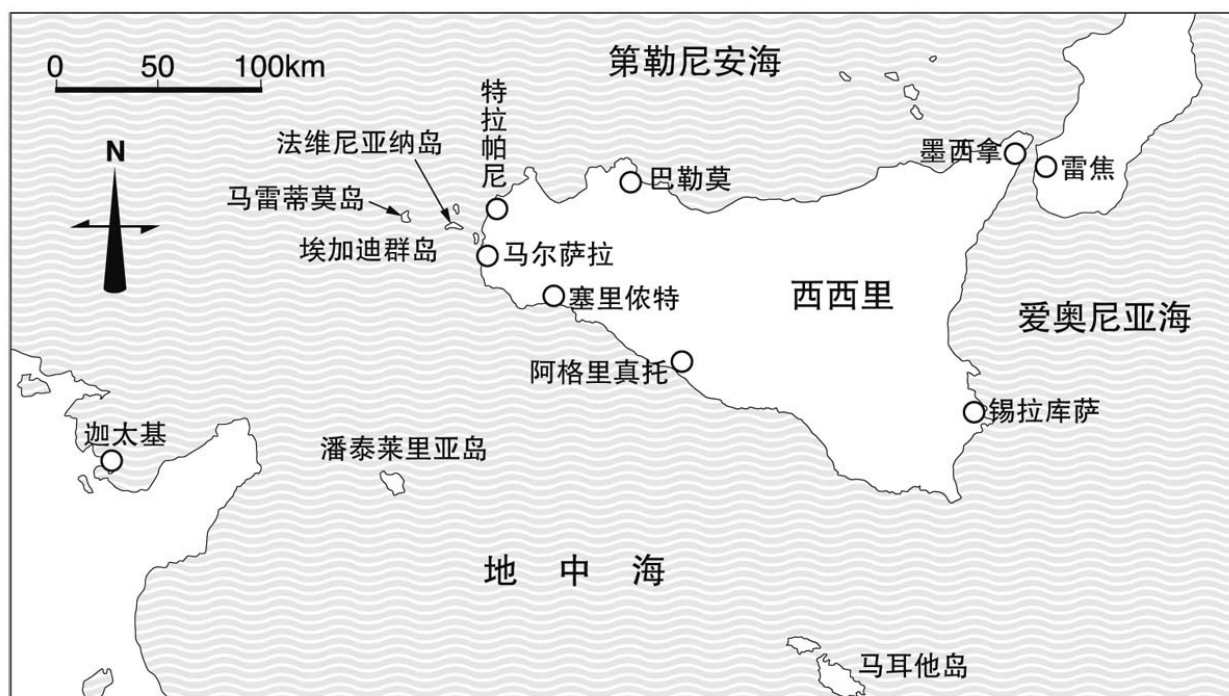 第勒尼安海
0 50 100km
特拉帕尼
法维尼亚纳岛
N
墨西拿
雷焦
巴勒莫
马雷蒂莫岛
埃加迪群岛
马尔萨拉
塞里侬特
西西里
爱奥尼亚海
阿格里真托
锡拉库萨
迦太基
潘泰莱里亚岛
地中海
马耳他岛